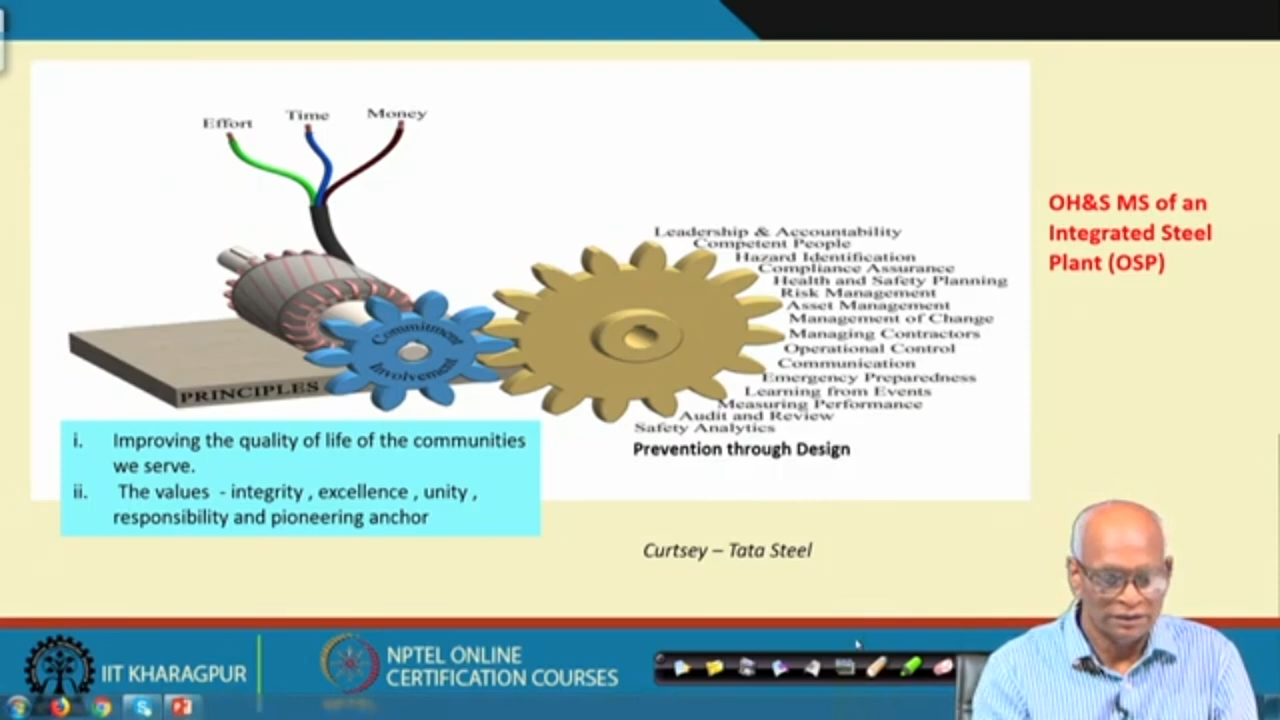 Effort
Time
Money
Leadership & Accountability
Competent People
Hazard Identification
Compliance Assurance
Health and Safety Planning
Risk Management
Asset Management
Management of Change
Managing Contractors
Operational Control
Communication
Emergency Preparedness
Learning from Events
Measuring Performance
Audit and Review
Safety Analytics
Prevention through Design
OH&S MS of an
Integrated Steel
Plant (OSP)
Commitment
Involvement
PRINCIPLES
i. Improving the quality of life of the communities
we serve.
ii. The values - integrity , excellence , unity ,
responsibility and pioneering anchor
Curtsey – Tata Steel
IIT KHARAGPUR
NPTEL ONLINE
CERTIFICATION COURSES